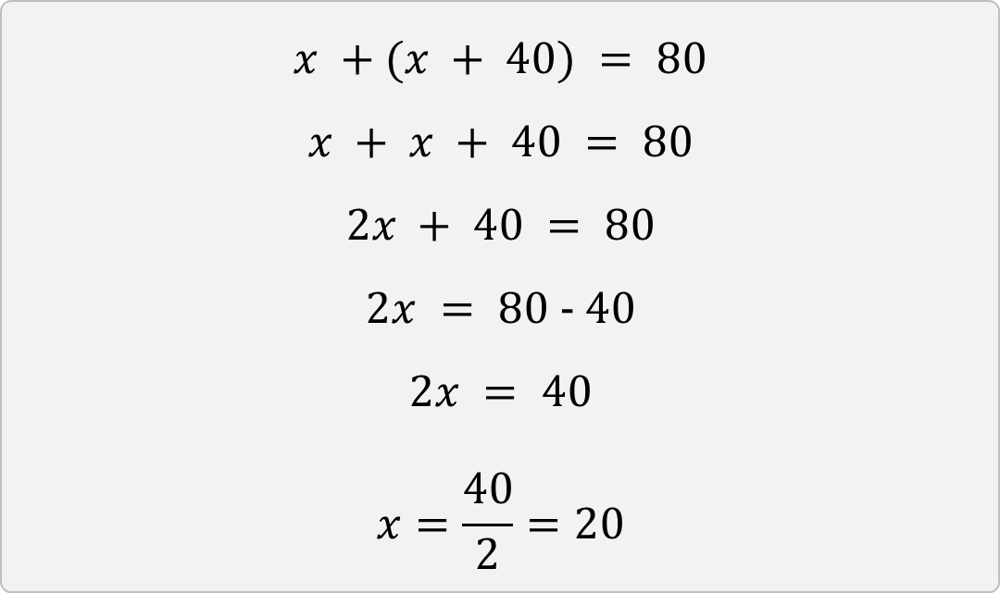 x + (x + 40) = 80
x + x + 40 = 80
2x + 40 = 80
2x = 80 - 40
2x = 40
x = 40/2 = 20